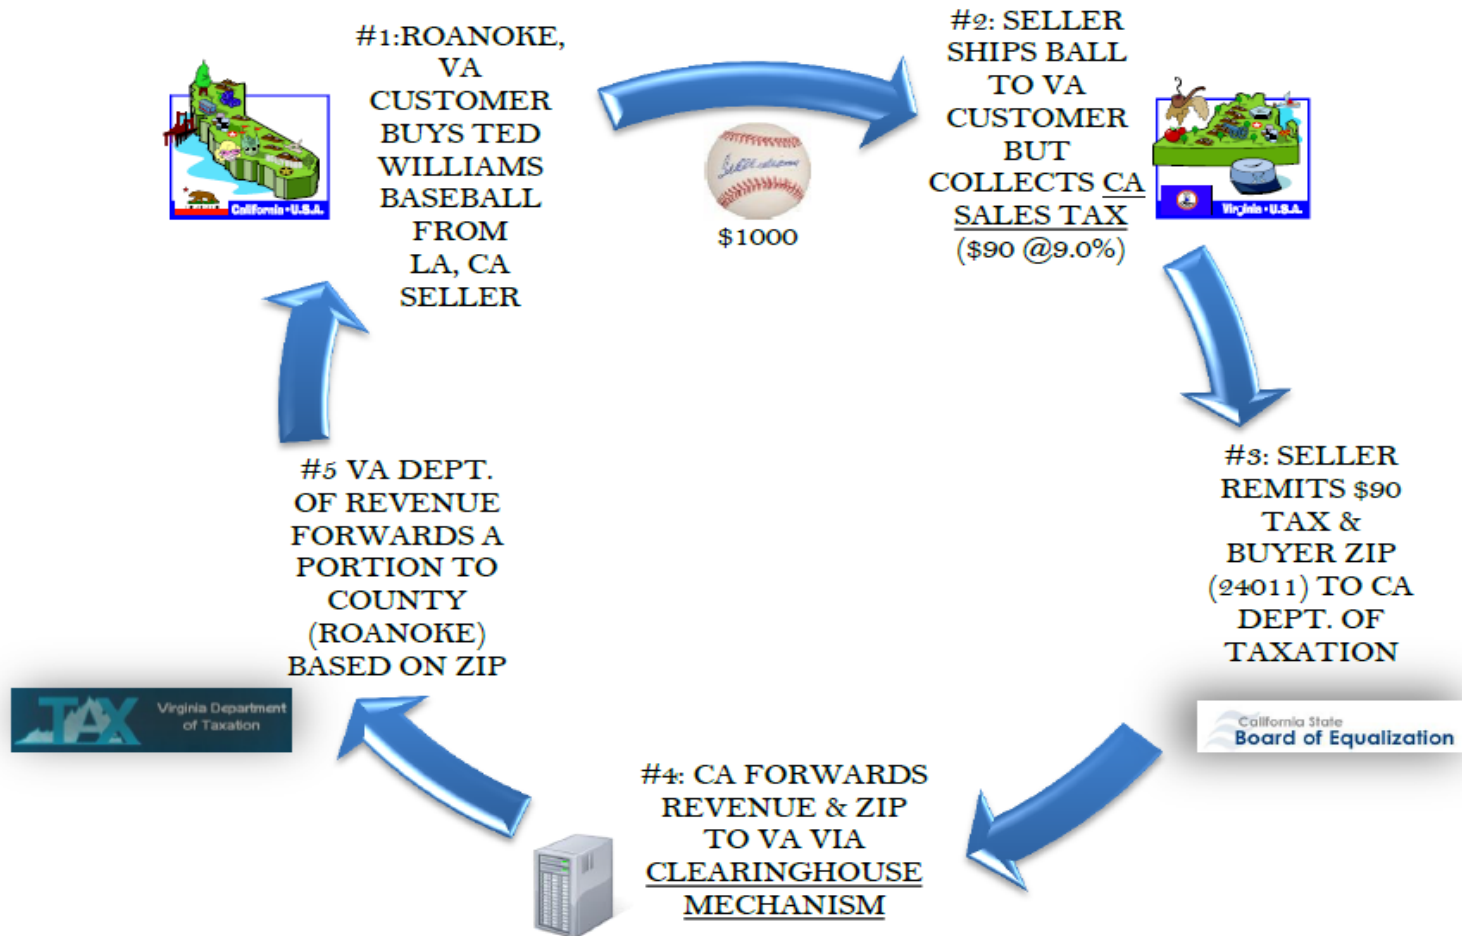 #1:ROANOKE,
VA
CUSTOMER
BUYS TED
WILLIAMS
BASEBALL
FROM
LA, CA
SELLER
California • U.S.A.
$1000
#2: SELLER
SHIPS BALL
TO VA
CUSTOMER
BUT
COLLECTS CA
SALES TAX
($90 @9.0%)
Virginia • U.S.A.
#3: SELLER
REMITS $90
TAX &
BUYER ZIP
(24011) TO CA
DEPT. OF
TAXATION
California State
Board of Equalization
#4: CA FORWARDS
REVENUE & ZIP
TO VA VIA
CLEARINGHOUSE
MECHANISM
#5 VA DEPT.
OF REVENUE
FORWARDS A
PORTION TO
COUNTY
(ROANOKE)
BASED ON ZIP
TAX
Virginia Department
of Taxation